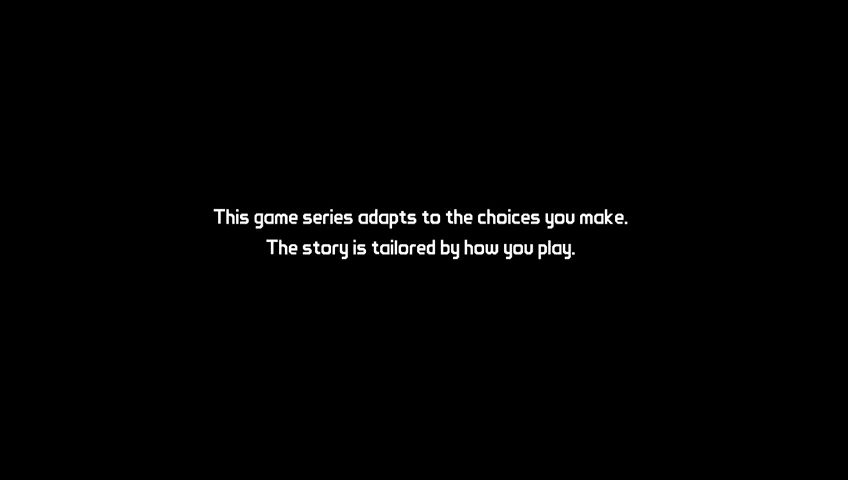 This game series adapts to the choices you make.
The story is tailored by how you play.